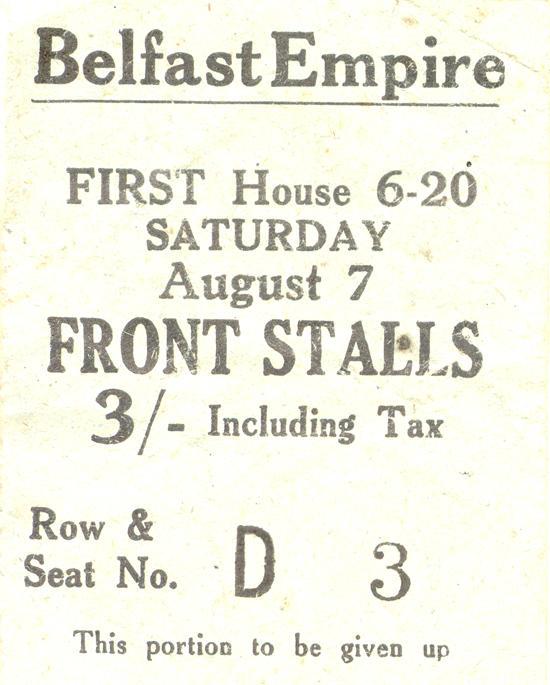 Belfast Empire
FIRST House 6-20
SATURDAY
August 7
FRONT STALLS
3/- Including Tax
Row &
Seat No. D 3
This portion to be given up